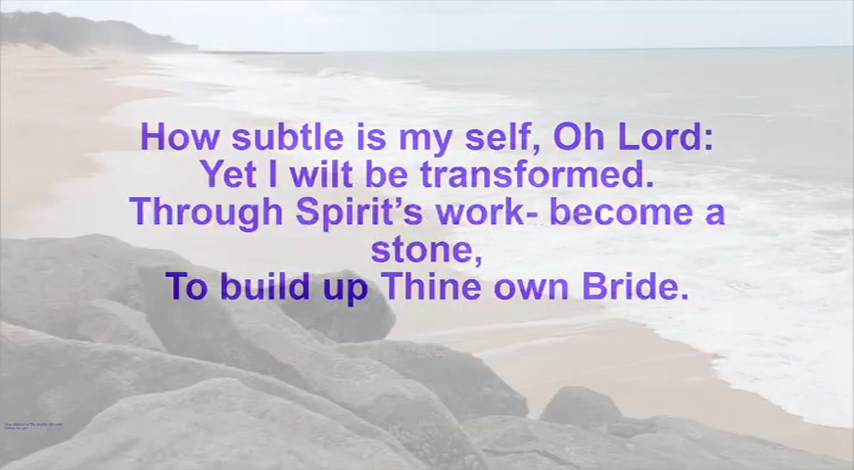 How subtle is my self, Oh Lord:
Yet I wilt be transformed.
Through Spirit’s work- become a
stone,
To build up Thine own Bride.